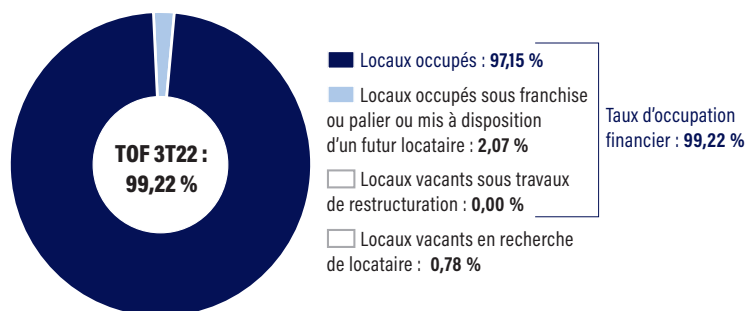 TOF 3T22 :
99,22 %
Locaux occupés : 97,15 %
Locaux occupés sous franchise
ou palier ou mis à disposition
d'un futur locataire : 2,07 %
Locaux vacants sous travaux
de restructuration : 0,00 %
Locaux vacants en recherche
de locataire : 0,78 %
Taux d'occupation
financier : 99,22 %